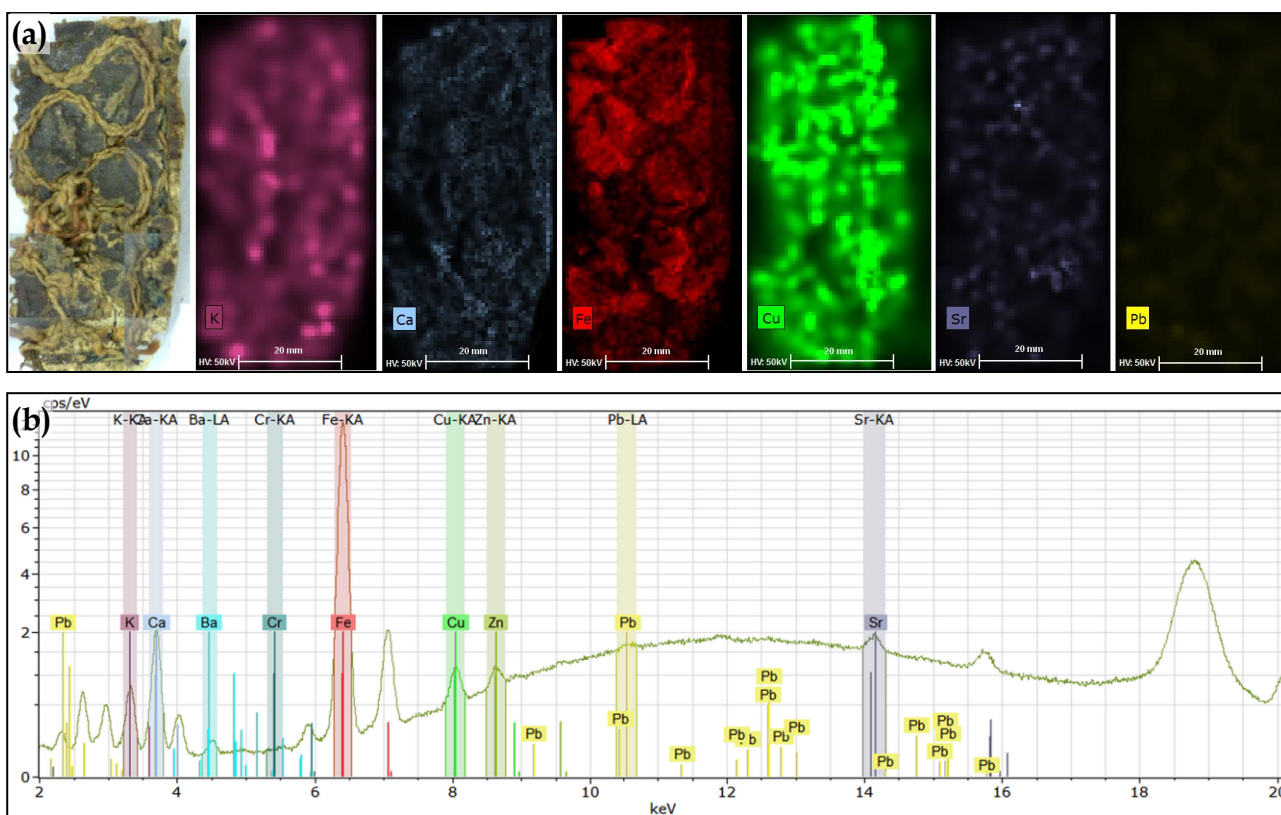 (a)
K Ca Fe Cu Sr Pb
20 mm 20 mm 20 mm 20 mm 20 mm 20 mm
HV: 50kV HV: 50kV HV: 50kV HV: 50kV HV: 50kV HV: 50kV
(b)
cps/eV
K-KA Ca-KA Ba-LA Cr-KA Fe-KA Cu-KA Zn-KA Pb-LA Sr-KA
10
8
6
4
Pb K Ca Ba Cr Fe Cu Zn Pb Sr
2
Pb
Pb
Pb Pb Pb Pb
Pb Pb Pb Pb
Pb Pb Pb Pb
0
2 4 6 8 10 12 14 16 18 20
keV